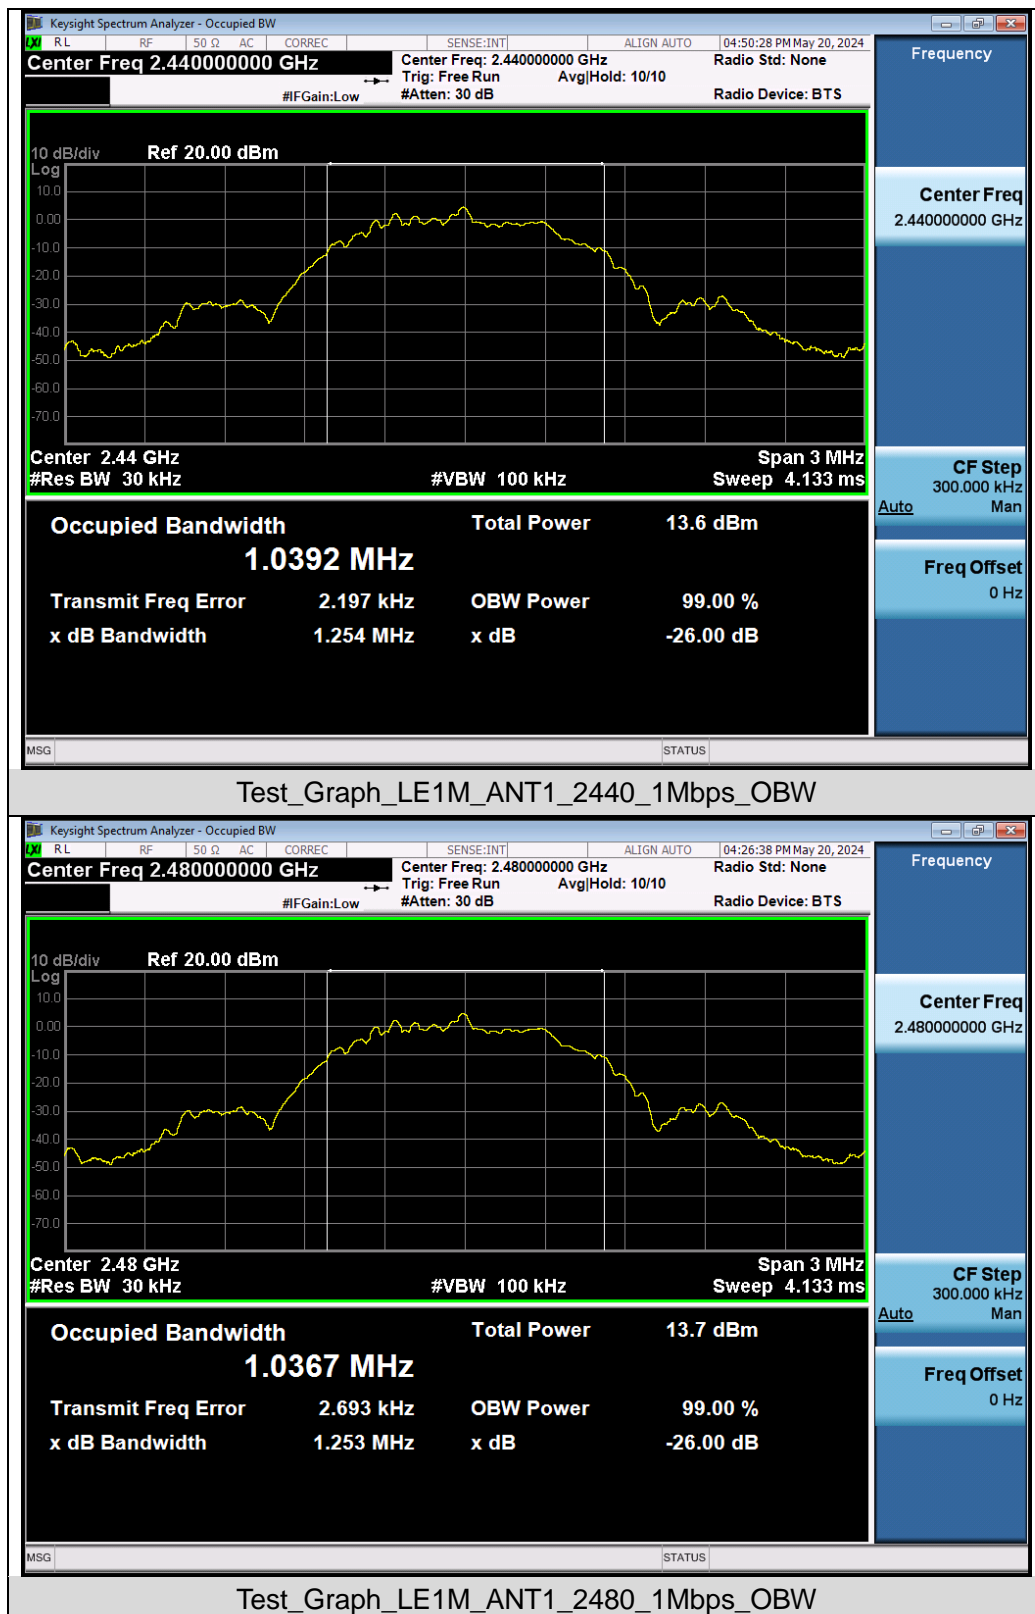 Keysight Spectrum Analyzer - Occupied BW
LXI RL RF 50 Ω AC CORREC SENSE:INT ALIGN AUTO 04:50:28 PM May 20, 2024
Center Freq 2.440000000 GHz
Center Freq: 2.440000000 GHz Radio Std: None
Trig: Free Run Avg|Hold: 10/10
#IFGain:Low #Atten: 30 dB Radio Device: BTS
10 dB/div Ref 20.00 dBm
Log
10.0
0.00
-10.0
-20.0
-30.0
-40.0
-50.0
-60.0
-70.0
Center 2.44 GHz Span 3 MHz
#Res BW 30 kHz #VBW 100 kHz Sweep 4.133 ms
Occupied Bandwidth Total Power 13.6 dBm
1.0392 MHz
Transmit Freq Error 2.197 kHz OBW Power 99.00 %
x dB Bandwidth 1.254 MHz x dB -26.00 dB
Frequency
Center Freq
2.440000000 GHz
CF Step
300.000 kHz
Auto Man
Freq Offset
0 Hz
MSG STATUS
Test_Graph_LE1M_ANT1_2440_1Mbps_OBW
Keysight Spectrum Analyzer - Occupied BW
LXI RL RF 50 Ω AC CORREC SENSE:INT ALIGN AUTO 04:26:38 PM May 20, 2024
Center Freq 2.480000000 GHz
Center Freq: 2.480000000 GHz Radio Std: None
Trig: Free Run Avg|Hold: 10/10
#IFGain:Low #Atten: 30 dB Radio Device: BTS
10 dB/div Ref 20.00 dBm
Log
10.0
0.00
-10.0
-20.0
-30.0
-40.0
-50.0
-60.0
-70.0
Center 2.48 GHz Span 3 MHz
#Res BW 30 kHz #VBW 100 kHz Sweep 4.133 ms
Occupied Bandwidth Total Power 13.7 dBm
1.0367 MHz
Transmit Freq Error 2.693 kHz OBW Power 99.00 %
x dB Bandwidth 1.253 MHz x dB -26.00 dB
Frequency
Center Freq
2.480000000 GHz
CF Step
300.000 kHz
Auto Man
Freq Offset
0 Hz
MSG STATUS
Test_Graph_LE1M_ANT1_2480_1Mbps_OBW